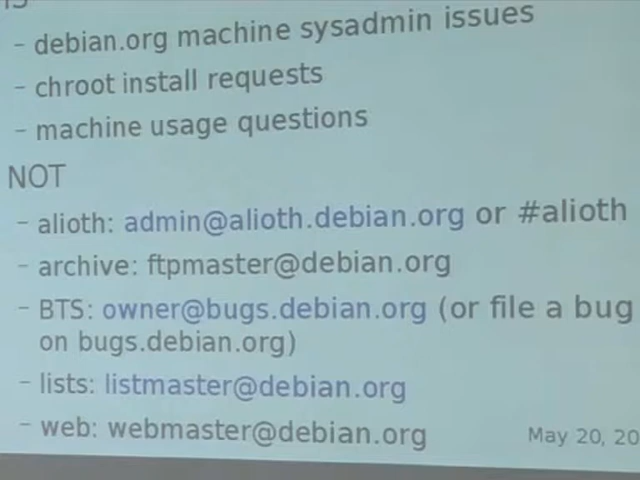 – debian.org machine sysadmin issues
– chroot install requests
– machine usage questions
NOT
– alioth: admin@alioth.debian.org or #alioth
– archive: ftpmaster@debian.org
– BTS: owner@bugs.debian.org (or file a bug
on bugs.debian.org)
– lists: listmaster@debian.org
– web: webmaster@debian.org
May 20, 20